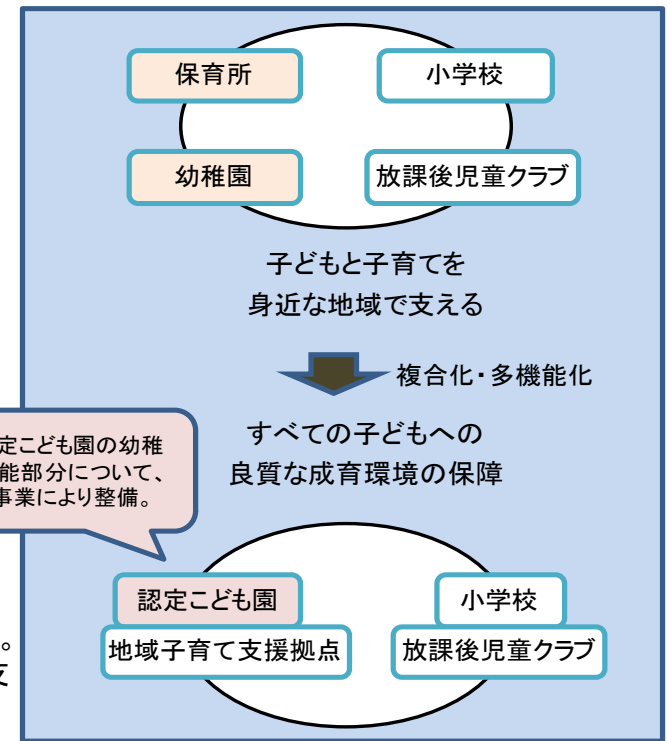 保育所
小学校
幼稚園
放課後児童クラブ
子どもと子育てを
身近な地域で支える
複合化・多機能化
すべての子どもへの
良質な成育環境の保障
定こども園の幼稚
能部分について、
事業により整備。
認定こども園
小学校
地域子育て支援拠点
放課後児童クラブ
。